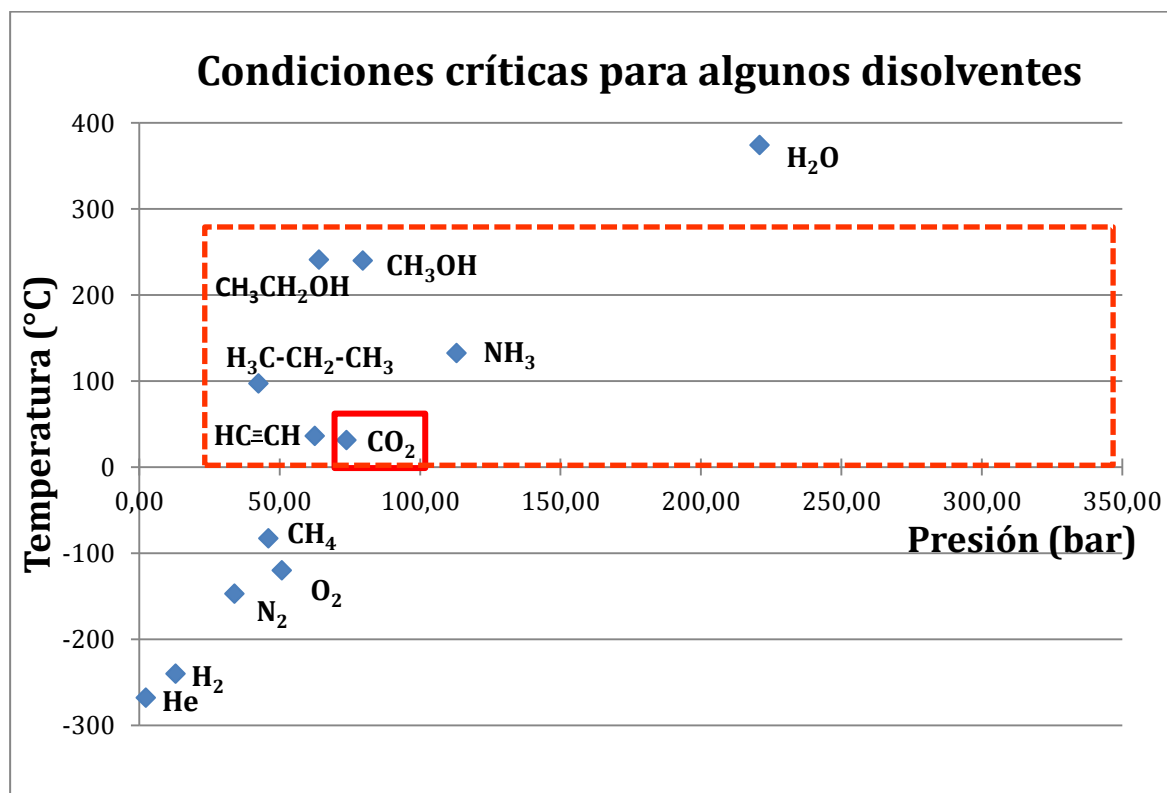 Condiciones críticas para algunos disolventes
Temperatura (°C)
400
300
200
100
0
-100
-200
-300
H₂O
CH₃CH₂OH
CH₃OH
H₃C-CH₂-CH₃
NH₃
HC≡CH
CO₂
0,00 50,00 100,00 150,00 200,00 250,00 300,00 350,00
Presión (bar)
CH₄
O₂
N₂
H₂
He